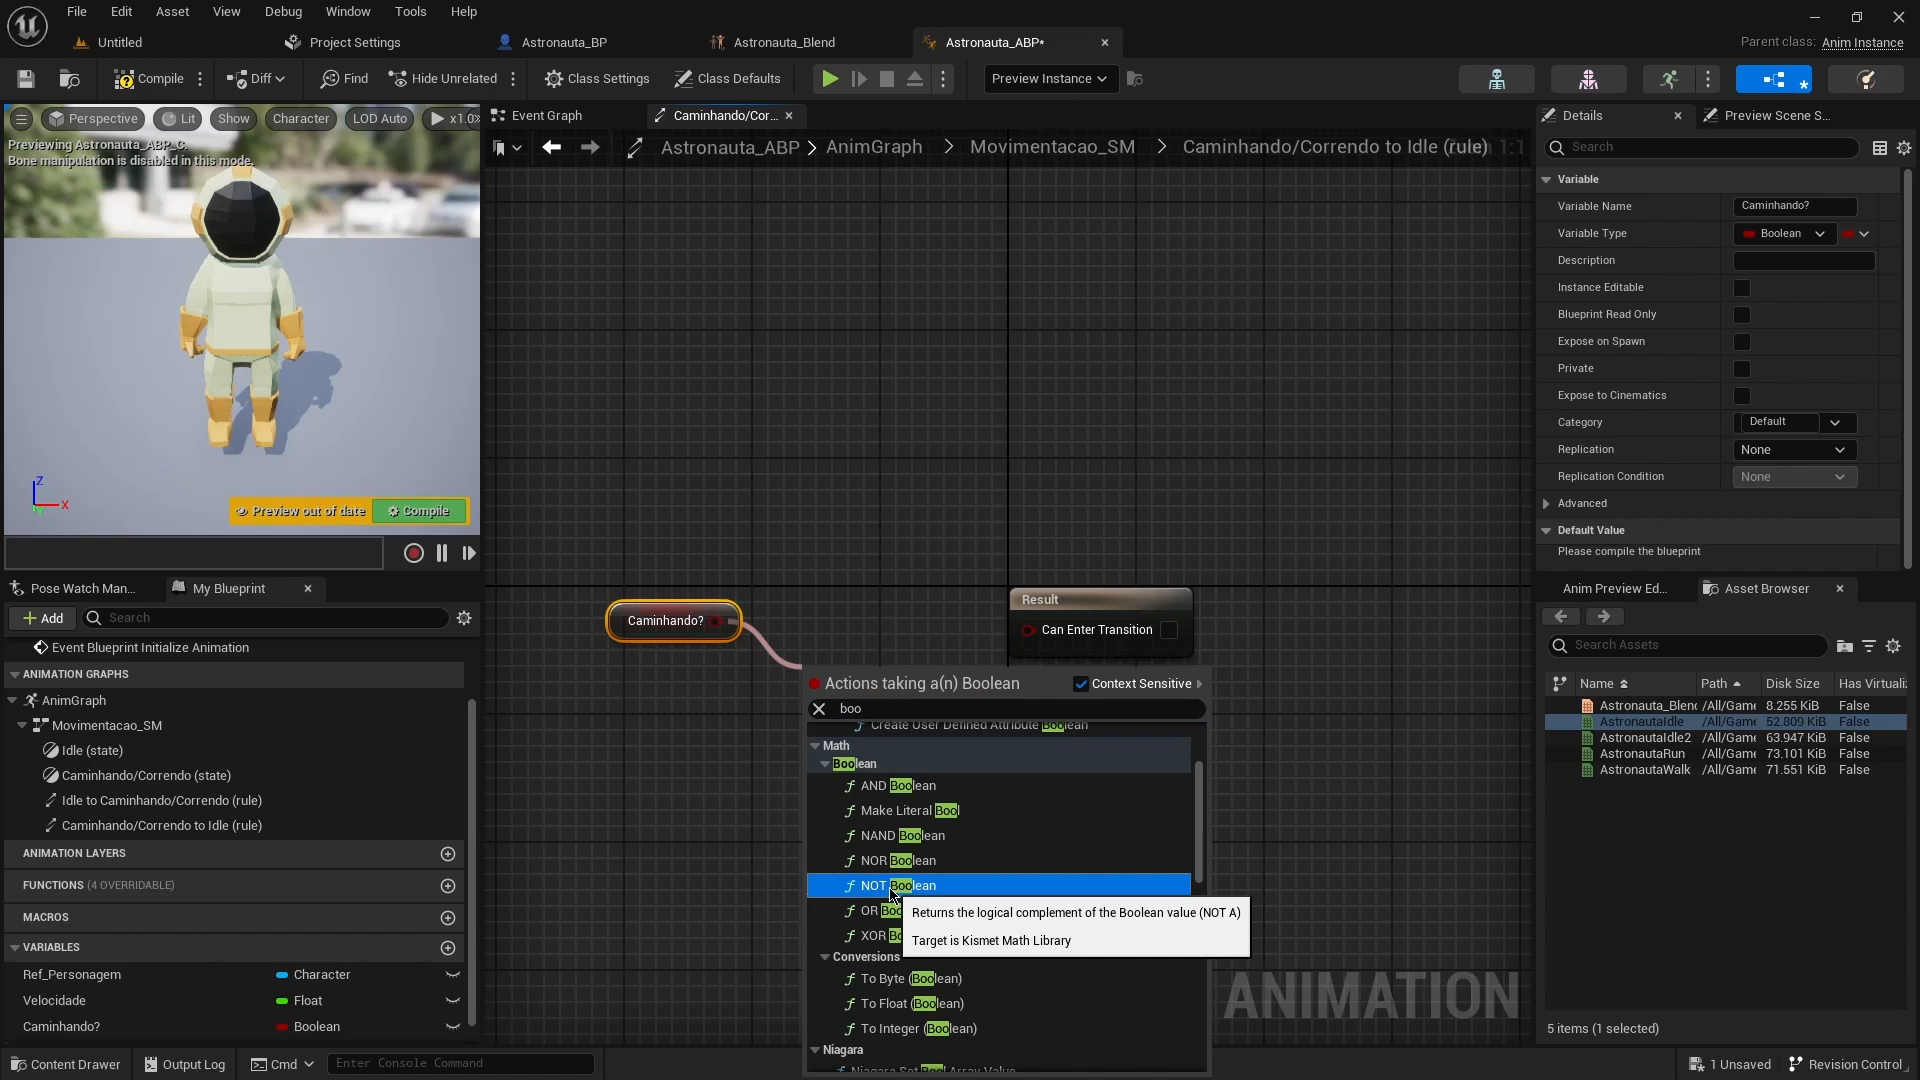 File Edit Asset View Debug Window Tools Help
Untitled Project Settings Astronauta_BP Astronauta_Blend Astronauta_ABP*
Parent class: Anim Instance
Compile Diff Find Hide Unrelated Class Settings Class Defaults Preview Instance
Perspective Lit Show Character LOD Auto x1.0
Previewing Astronauta_ABP_C.
Bone manipulation is disabled in this mode.
Z
X
Preview out of date Compile
Event Graph Caminhando/Cor...
Astronauta_ABP > AnimGraph > Movimentacao_SM > Caminhando/Correndo to Idle (rule)
Caminhando?
Result
Can Enter Transition
Actions taking a(n) Boolean Context Sensitive
boo
Create User Defined Attribute Boolean
Math
Boolean
AND Boolean
Make Literal Bool
NAND Boolean
NOR Boolean
NOT Boolean
OR Boo
XOR Bo
Returns the logical complement of the Boolean value (NOT A)
Target is Kismet Math Library
Conversions
To Byte (Boolean)
To Float (Boolean)
To Integer (Boolean)
Niagara
Niagara Set Bool Array Value
ANIMATION
Pose Watch Man... My Blueprint
Add Search
Event Blueprint Initialize Animation
ANIMATION GRAPHS
AnimGraph
Movimentacao_SM
Idle (state)
Caminhando/Correndo (state)
Idle to Caminhando/Correndo (rule)
Caminhando/Correndo to Idle (rule)
ANIMATION LAYERS
FUNCTIONS (4 OVERRIDABLE)
MACROS
VARIABLES
Ref_Personagem Character
Velocidade Float
Caminhando? Boolean
Details Preview Scene S...
Search
Variable
Variable Name Caminhando?
Variable Type Boolean
Description
Instance Editable
Blueprint Read Only
Expose on Spawn
Private
Expose to Cinematics
Category Default
Replication None
Replication Condition None
Advanced
Default Value
Please compile the blueprint
Anim Preview Ed... Asset Browser
Search Assets
Name Path Disk Size Has Virtuali
Astronauta_Blend /All/Game 8.255 KiB False
AstronautaIdle /All/Game 52.809 KiB False
AstronautaIdle2 /All/Game 63.947 KiB False
AstronautaRun /All/Game 73.101 KiB False
AstronautaWalk /All/Game 71.551 KiB False
5 items (1 selected)
Content Drawer Output Log Cmd Enter Console Command
1 Unsaved Revision Control